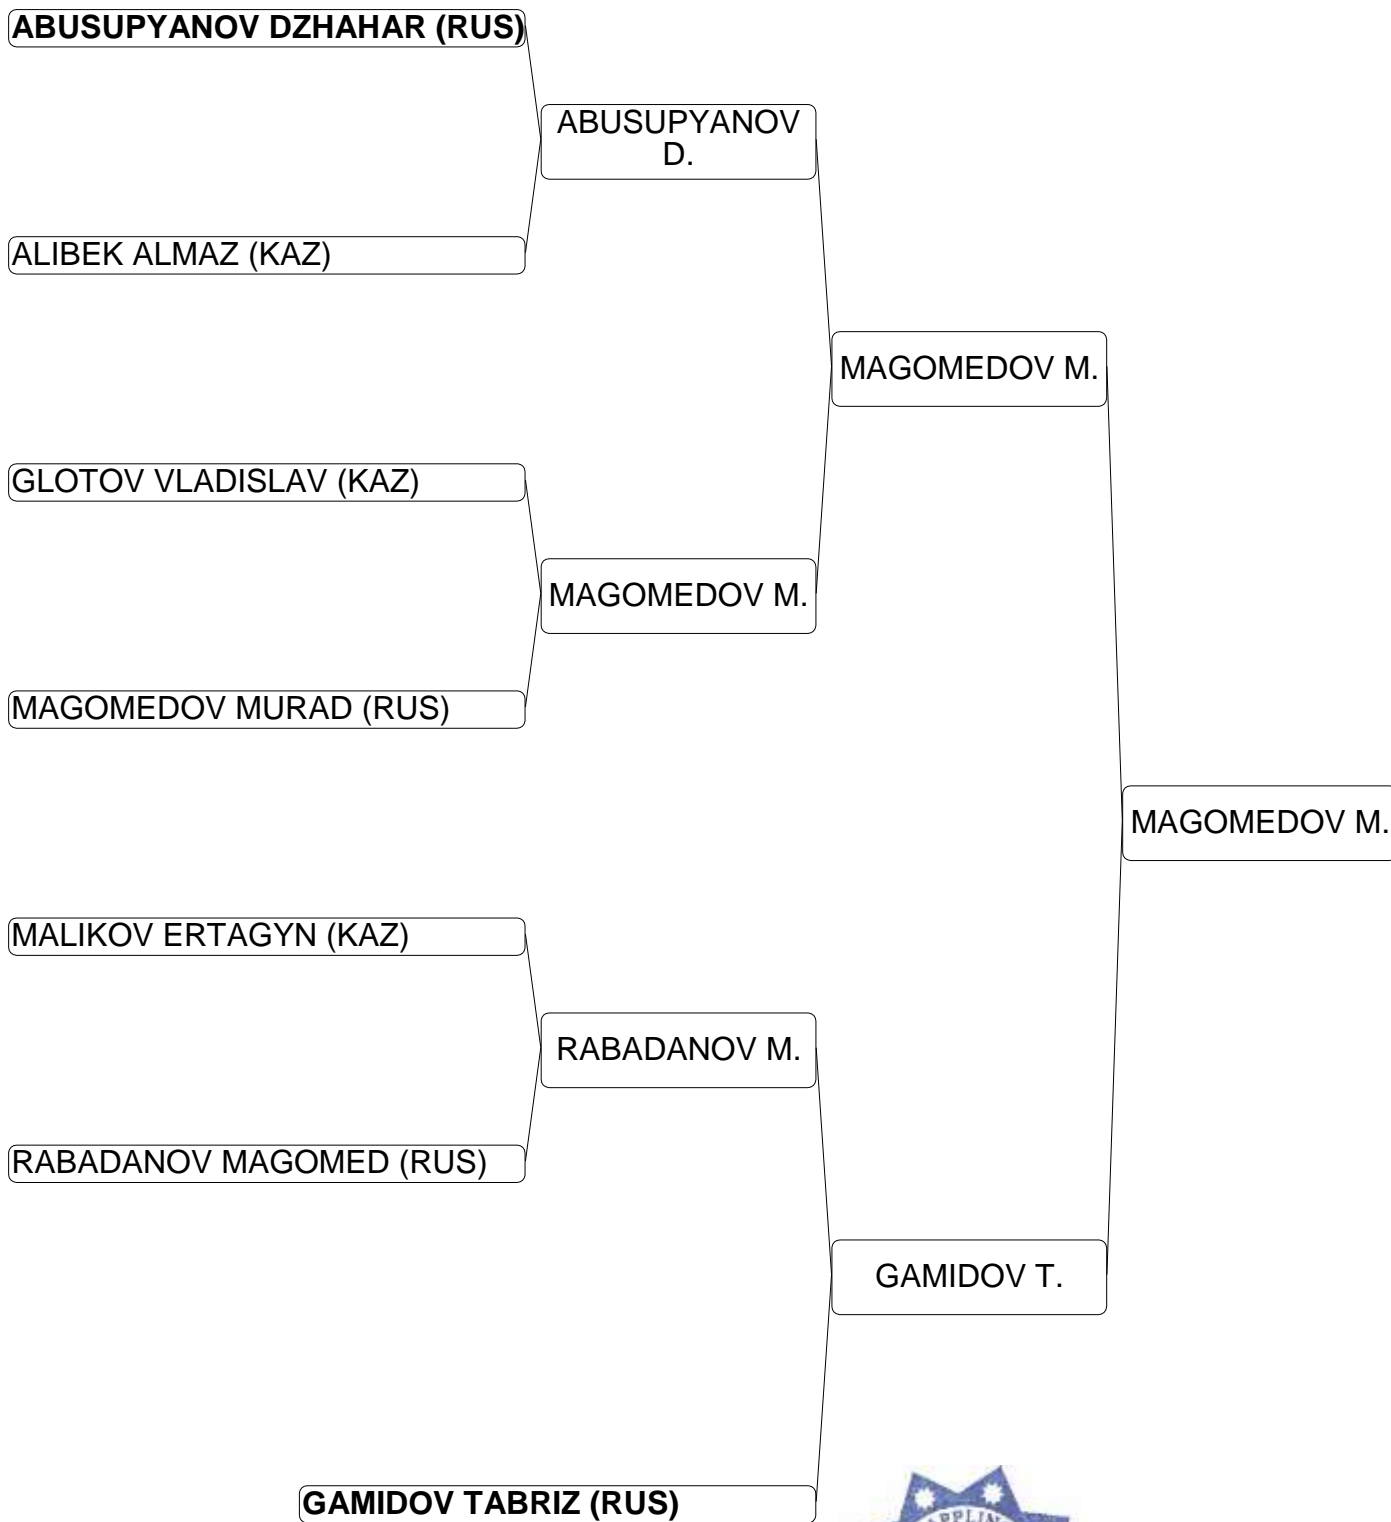 ABUSUPYANOV DZHAHAR (RUS)
ABUSUPYANOV
D.
ALIBEK ALMAZ (KAZ)
MAGOMEDOV M.
GLOTOV VLADISLAV (KAZ)
MAGOMEDOV M.
MAGOMEDOV MURAD (RUS)
MAGOMEDOV M.
MALIKOV ERTAGYN (KAZ)
RABADANOV M.
RABADANOV MAGOMED (RUS)
GAMIDOV T.
GAMIDOV TABRIZ (RUS)